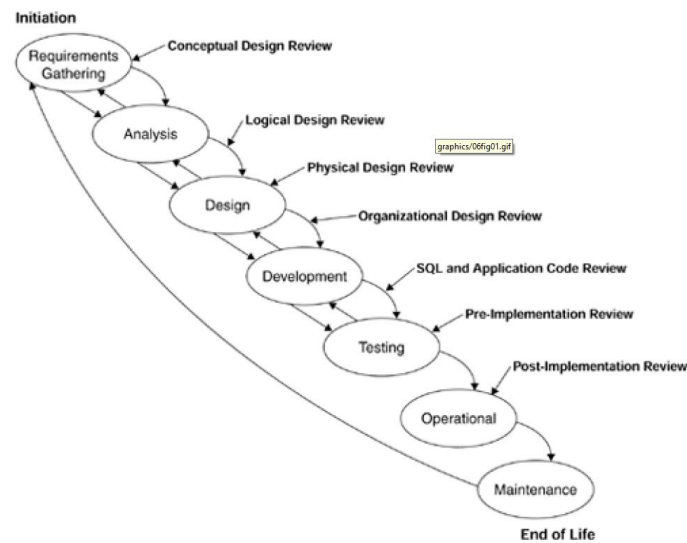 Initiation
Requirements
Gathering
Conceptual Design Review
Analysis
Logical Design Review
graphics/06fig01.gif
Physical Design Review
Design
Organizational Design Review
Development
SQL and Application Code Review
Pre-Implementation Review
Testing
Post-Implementation Review
Operational
Maintenance
End of Life